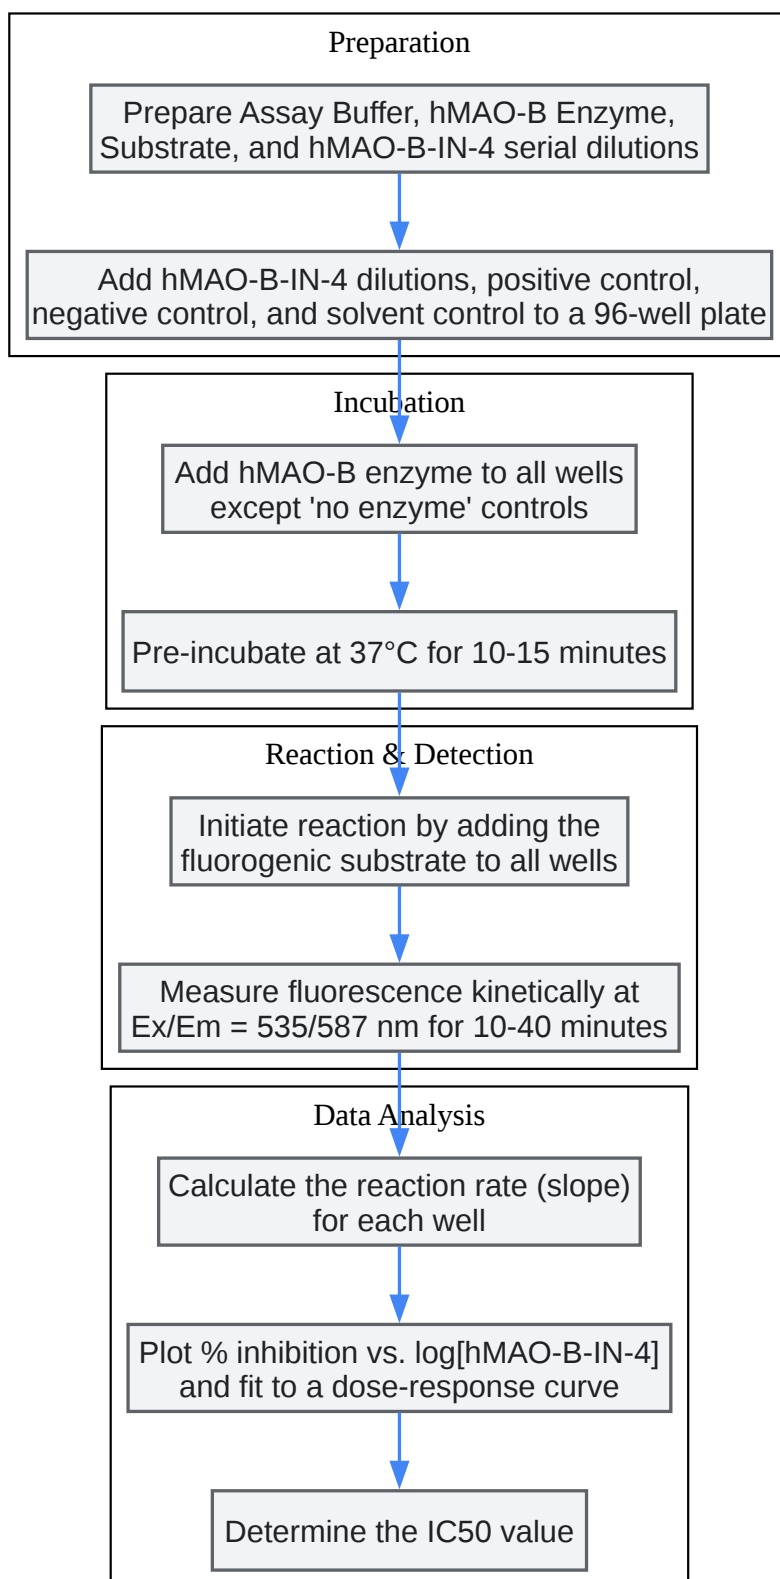 Preparation
Prepare Assay Buffer, hMAO-B Enzyme,
Substrate, and hMAO-B-IN-4 serial dilutions
Add hMAO-B-IN-4 dilutions, positive control,
negative control, and solvent control to a 96-well plate
Incubation
Add hMAO-B enzyme to all wells
except 'no enzyme' controls
Pre-incubate at 37°C for 10-15 minutes
Reaction & Detection
Initiate reaction by adding the
fluorogenic substrate to all wells
Measure fluorescence kinetically at
Ex/Em = 535/587 nm for 10-40 minutes
Data Analysis
Calculate the reaction rate (slope)
for each well
Plot % inhibition vs. log[hMAO-B-IN-4]
and fit to a dose-response curve
Determine the IC50 value